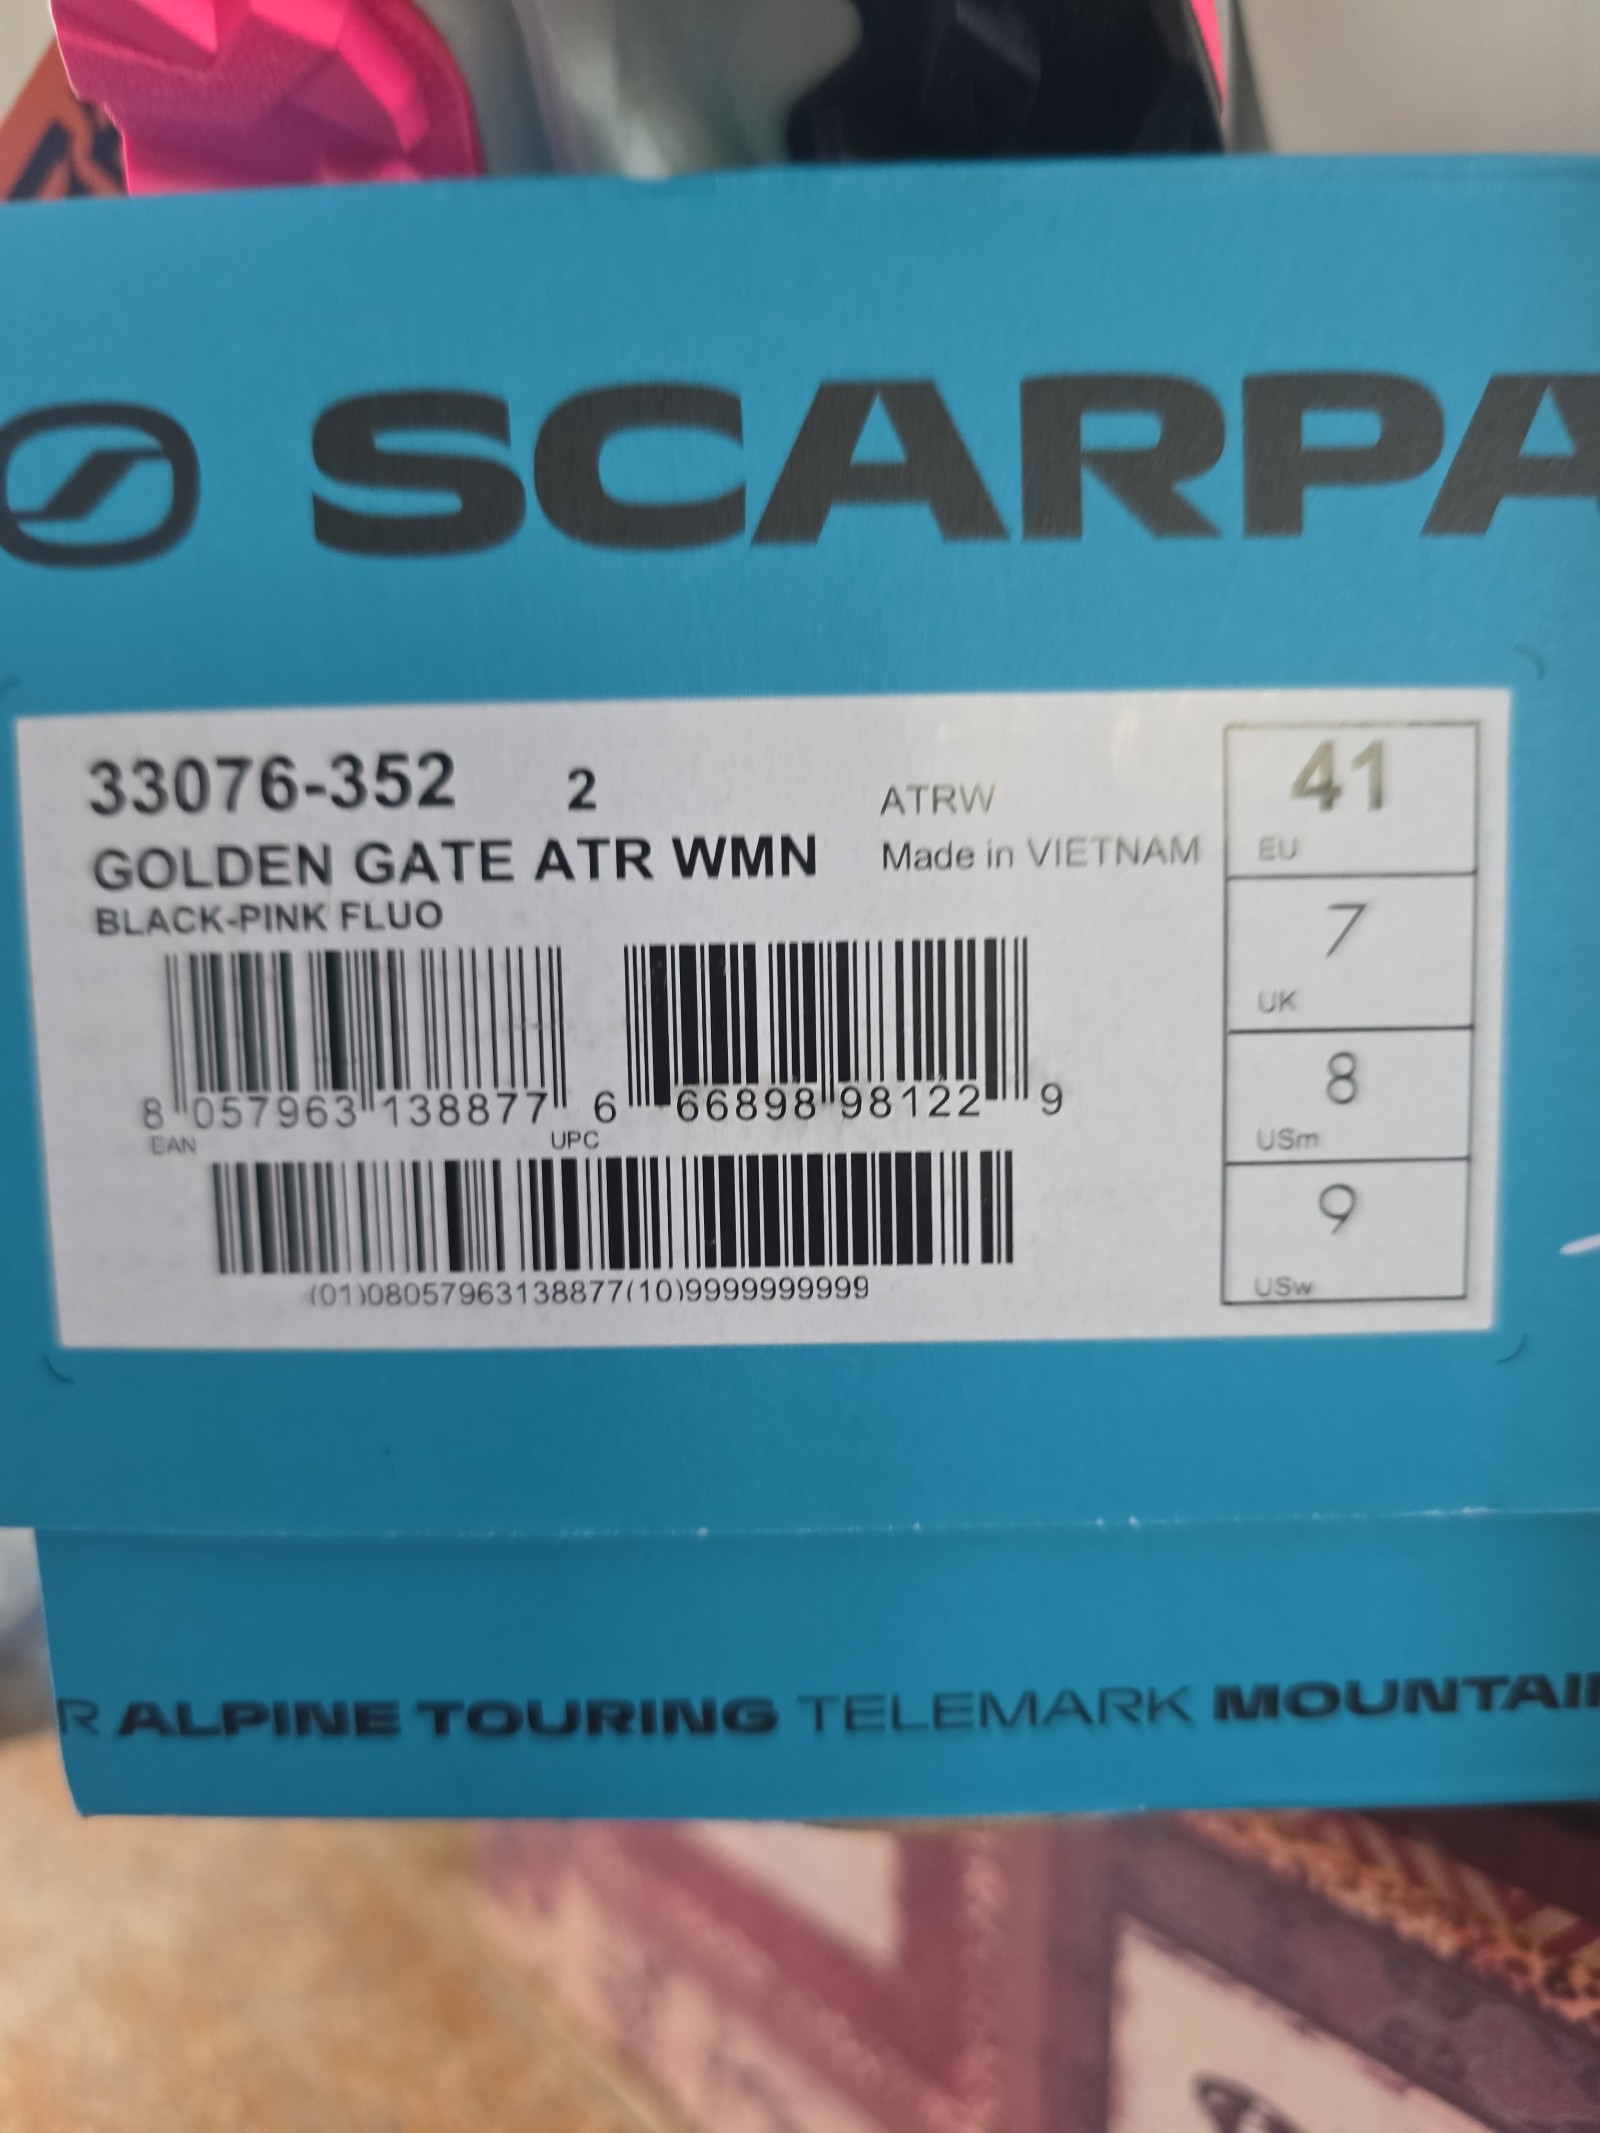 SCARPA
33076-352 2
GOLDEN GATE ATR WMN
BLACK-PINK FLUO
ATRW
Made in VIETNAM
41
EU
7
UK
8
USm
9
USw
8 057963 138877
EAN
6 66898 98122 9
UPC
(01)08057963138877(10)9999999999
R ALPINE TOURING TELEMARK MOUNTAI